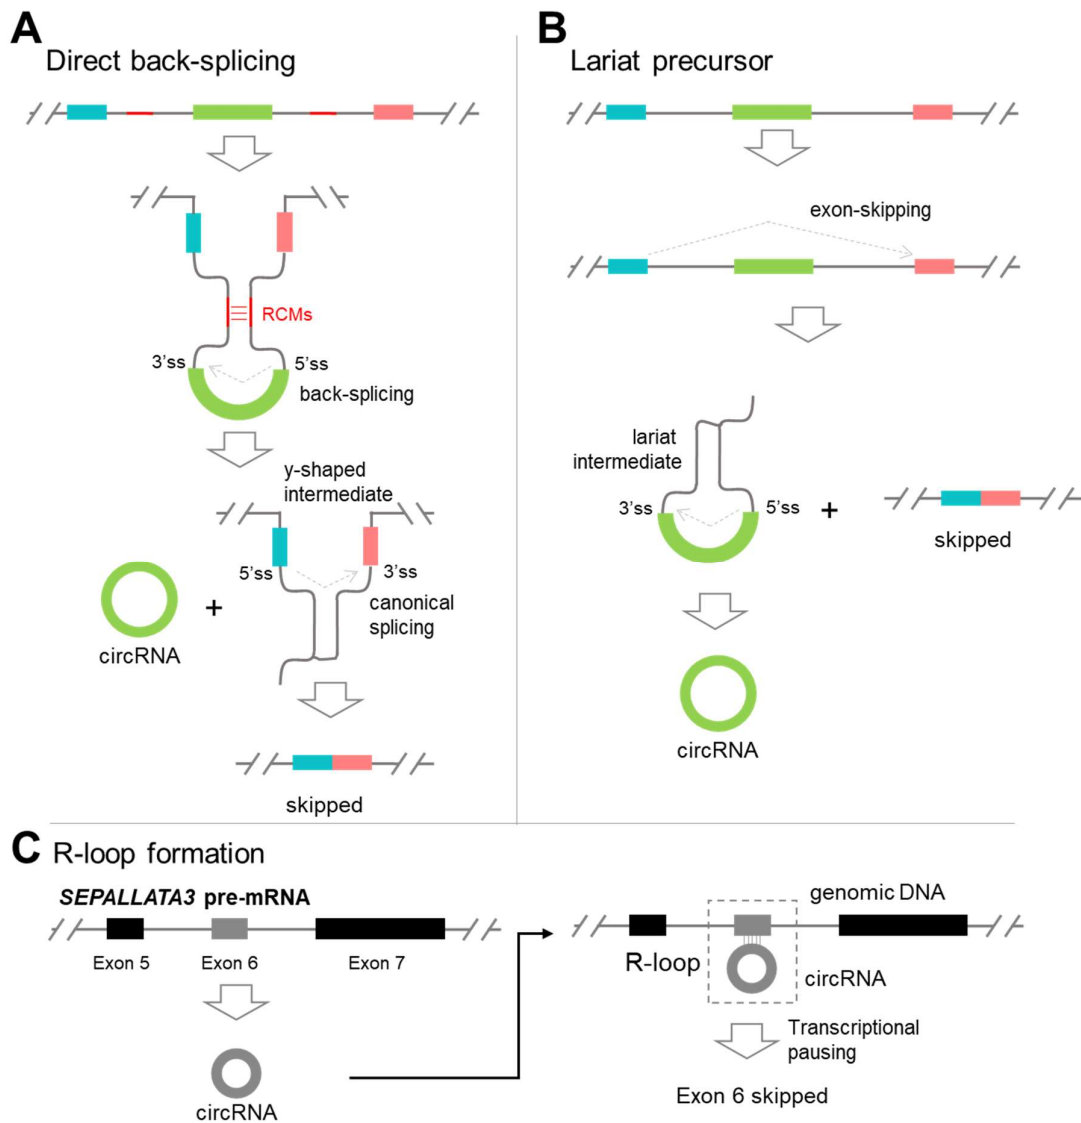 A
Direct back-splicing
RCMs
3'ss
5'ss
back-splicing
y-shaped
intermediate
5'ss
3'ss
canonical
splicing
+
circRNA
skipped
B
Lariat precursor
exon-skipping
lariat
intermediate
3'ss
5'ss
+
skipped
circRNA
C
R-loop formation
SEPALLATA3 pre-mRNA
Exon 5
Exon 6
Exon 7
circRNA
genomic DNA
R-loop
circRNA
Transcriptional
pausing
Exon 6 skipped